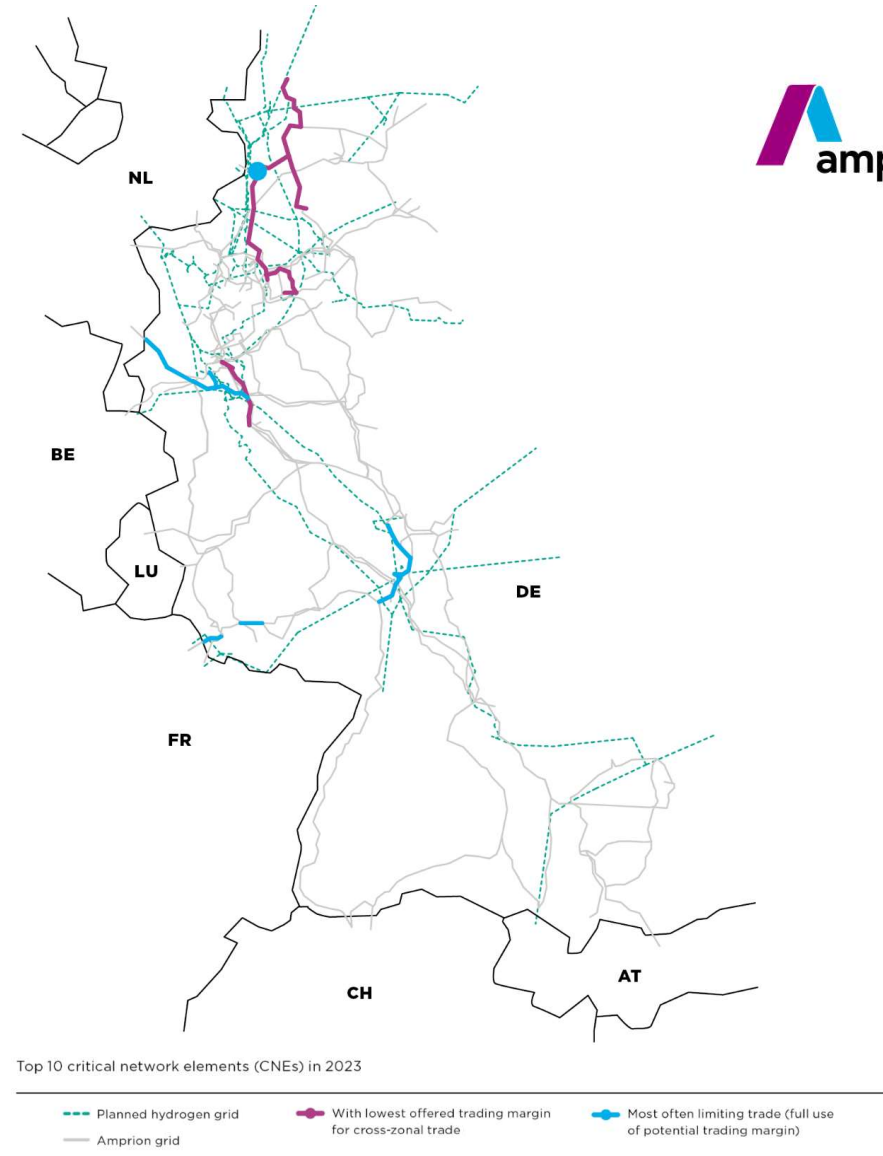 amp
NL
BE
LU
DE
FR
CH
AT
Top 10 critical network elements (CNEs) in 2023
Planned hydrogen grid
Amprion grid
With lowest offered trading margin
for cross-zonal trade
Most often limiting trade (full use
of potential trading margin)